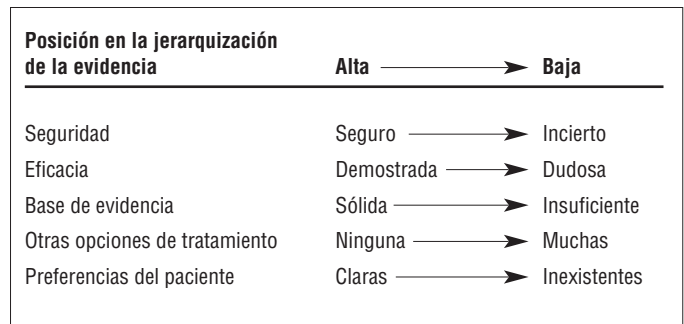 Posición en la jerarquización
de la evidencia Alta Baja
Seguridad Seguro Incierto
Eficacia Demostrada Dudosa
Base de evidencia Sólida Insuficiente
Otras opciones de tratamiento Ninguna Muchas
Preferencias del paciente Claras Inexistentes